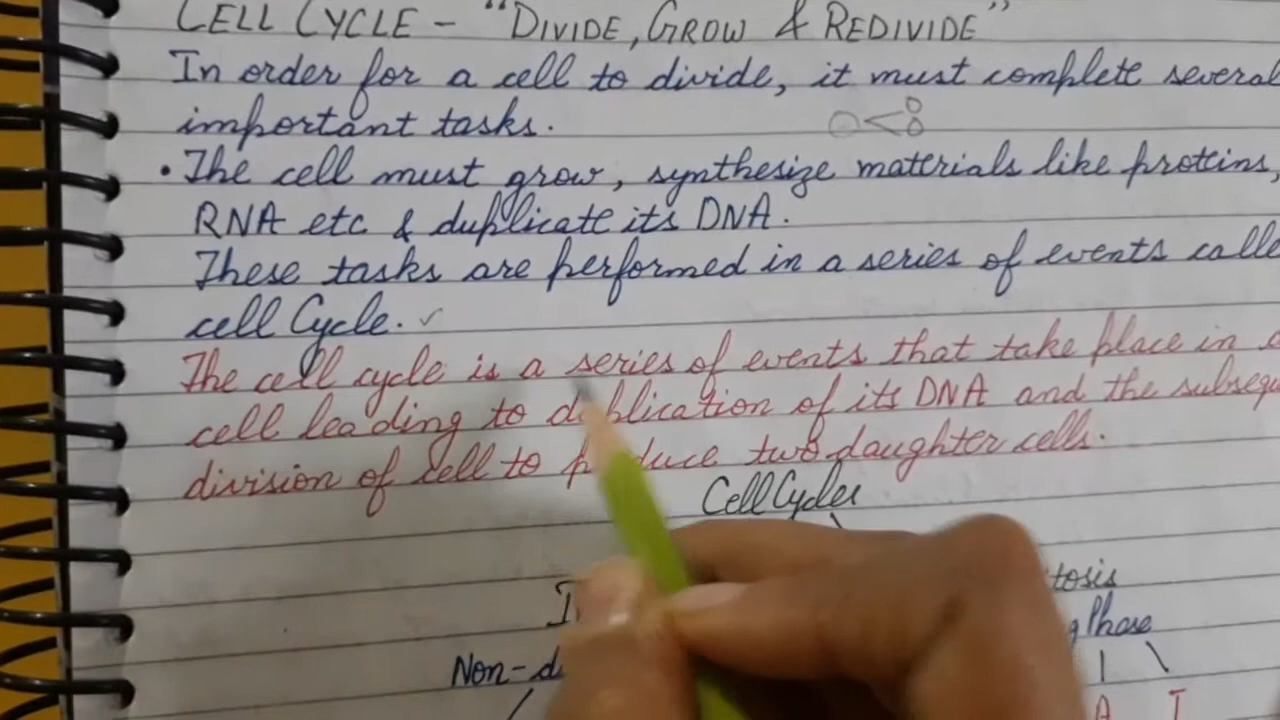 CELL CYCLE - "DIVIDE, GROW & REDIVIDE"
In order for a cell to divide, it must complete several
important tasks.
• The cell must grow, synthesize materials like proteins,
RNA etc & duplicate its DNA.
These tasks are performed in a series of events calle
cell Cycle. ✓
The cell cycle is a series of events that take place in a
cell leading to duplication of its DNA and the subsequ
division of cell to produce two daughter cells.
Cell Cycle
tosis
Phase
Non-d
A I